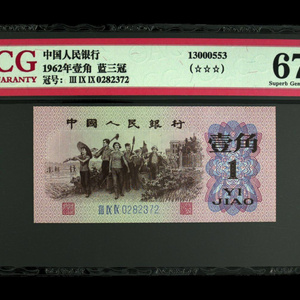 CG
WARRANTY
中国人民银行
1962年壹角 蓝三冠
冠号: Ⅲ Ⅸ Ⅸ 0282372
13000553
(☆☆☆)
67
Superb Gem
中国人民银行
壹角
1
YI
JIAO
Ⅲ Ⅸ Ⅸ 0282372